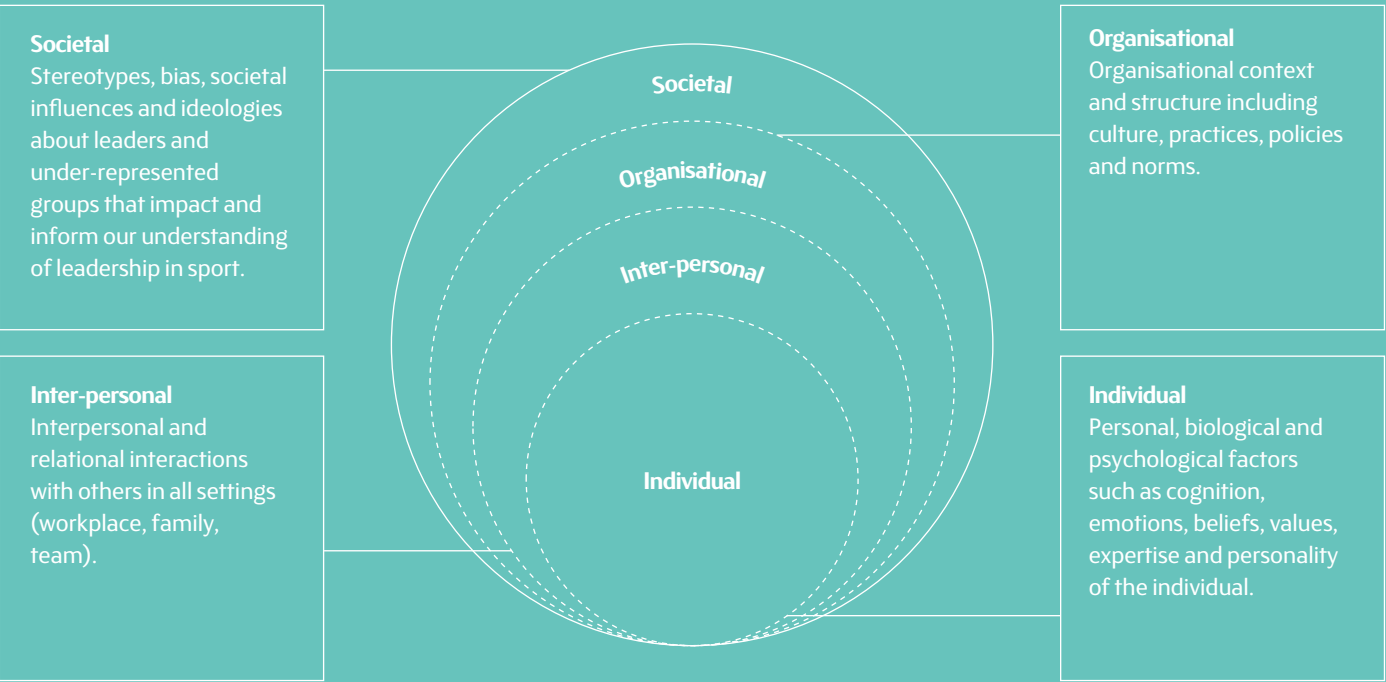 Societal
Stereotypes, bias, societal
influences and ideologies
about leaders and
under-represented
groups that impact and
inform our understanding
of leadership in sport.
Inter-personal
Interpersonal and
relational interactions
with others in all settings
(workplace, family,
team).
Societal
Organisational
Inter-personal
Individual
Organisational
Organisational context
and structure including
culture, practices, policies
and norms.
Individual
Personal, biological and
psychological factors
such as cognition,
emotions, beliefs, values,
expertise and personality
of the individual.